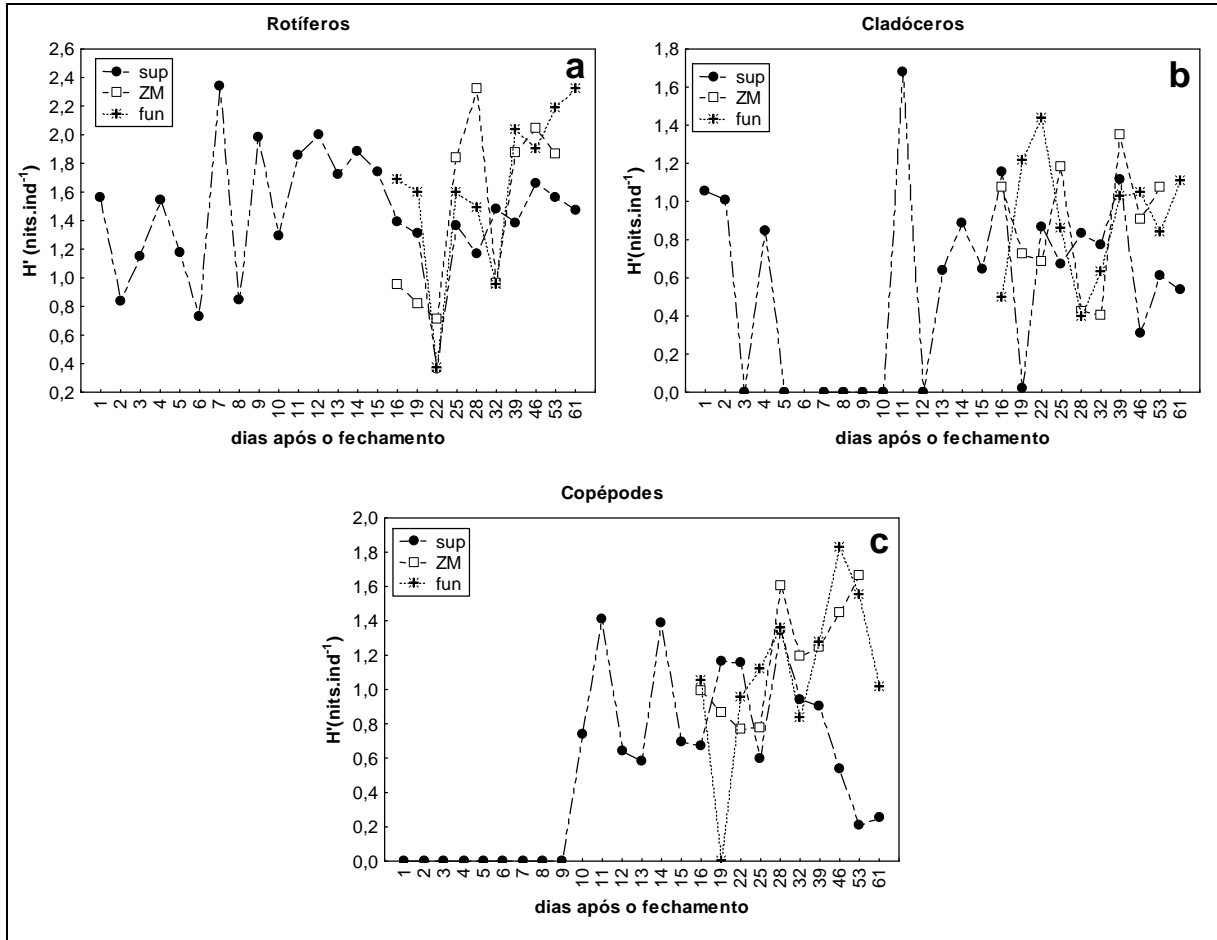 Rotíferos
a
sup
ZM
fun
2,6
2,4
2,2
2,0
1,8
1,6
1,4
1,2
1,0
0,8
0,6
0,4
0,2
H' (nits.ind-1)
1 2 3 4 5 6 7 8 9 10 11 12 13 14 15 16 19 22 25 28 32 39 46 53 61
dias após o fechamento
Cladóceros
b
sup
ZM
fun
1,8
1,6
1,4
1,2
1,0
0,8
0,6
0,4
0,2
0,0
H'(nits.ind-1)
1 2 3 4 5 6 7 8 9 10 11 12 13 14 15 16 19 22 25 28 32 39 46 53 61
dias após o fechamento
Copépodes
c
sup
ZM
fun
2,0
1,8
1,6
1,4
1,2
1,0
0,8
0,6
0,4
0,2
0,0
H'(nits.ind-1)
1 2 3 4 5 6 7 8 9 10 11 12 13 14 15 16 19 22 25 28 32 39 46 53 61
dias após o fechamento